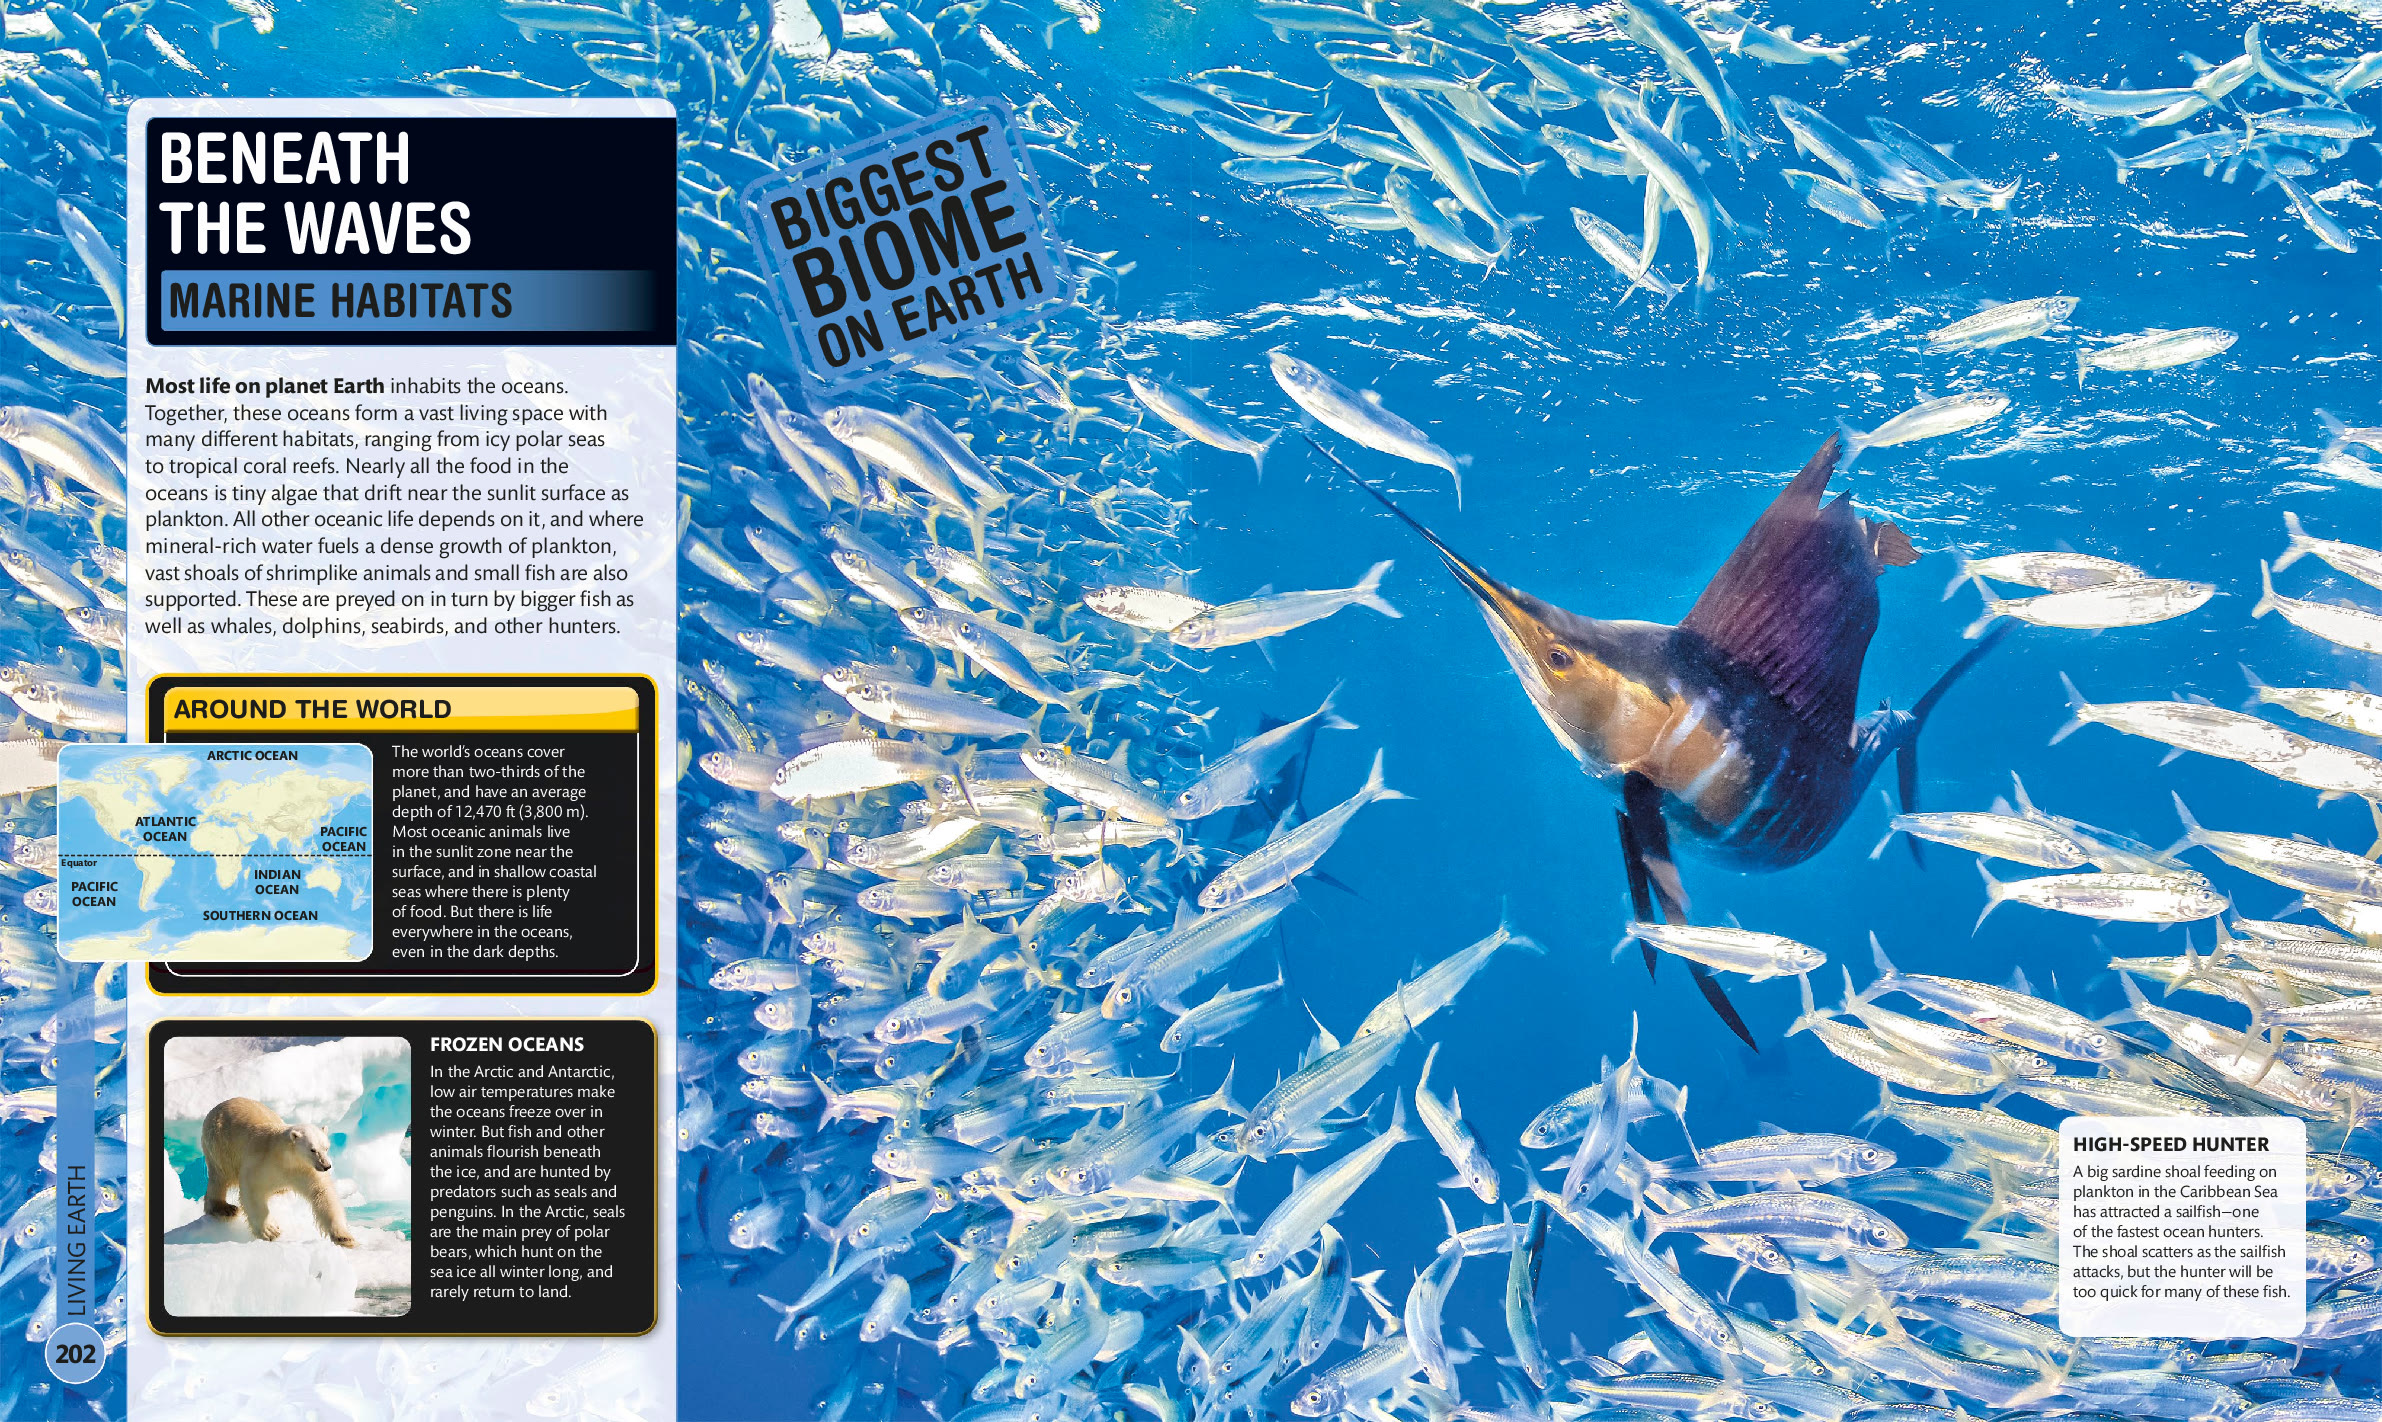 BENEATH
THE WAVES
MARINE HABITATS
Most life on planet Earth inhabits the oceans.
Together, these oceans form a vast living space with
many different habitats, ranging from icy polar seas
to tropical coral reefs. Nearly all the food in the
oceans is tiny algae that drift near the sunlit surface as
plankton. All other oceanic life depends on it, and where
mineral-rich water fuels a dense growth of plankton,
vast shoals of shrimplike animals and small fish are also
supported. These are preyed on in turn by bigger fish as
well as whales, dolphins, seabirds, and other hunters.
AROUND THE WORLD
ARCTIC OCEAN
ATLANTIC
OCEAN
PACIFIC
OCEAN
Equator
PACIFIC
OCEAN
INDIAN
OCEAN
SOUTHERN OCEAN
The world's oceans cover
more than two-thirds of the
planet, and have an average
depth of 12,470 ft (3,800 m).
Most oceanic animals live
in the sunlit zone near the
surface, and in shallow coastal
seas where there is plenty
of food. But there is life
everywhere in the oceans,
even in the dark depths.
FROZEN OCEANS
In the Arctic and Antarctic,
low air temperatures make
the oceans freeze over in
winter. But fish and other
animals flourish beneath
the ice, and are hunted by
predators such as seals and
penguins. In the Arctic, seals
are the main prey of polar
bears, which hunt on the
sea ice all winter long, and
rarely return to land.
LIVING EARTH
202
BIGGEST
BIOME
ON EARTH
HIGH-SPEED HUNTER
A big sardine shoal feeding on
plankton in the Caribbean Sea
has attracted a sailfish—one
of the fastest ocean hunters.
The shoal scatters as the sailfish
attacks, but the hunter will be
too quick for many of these fish.